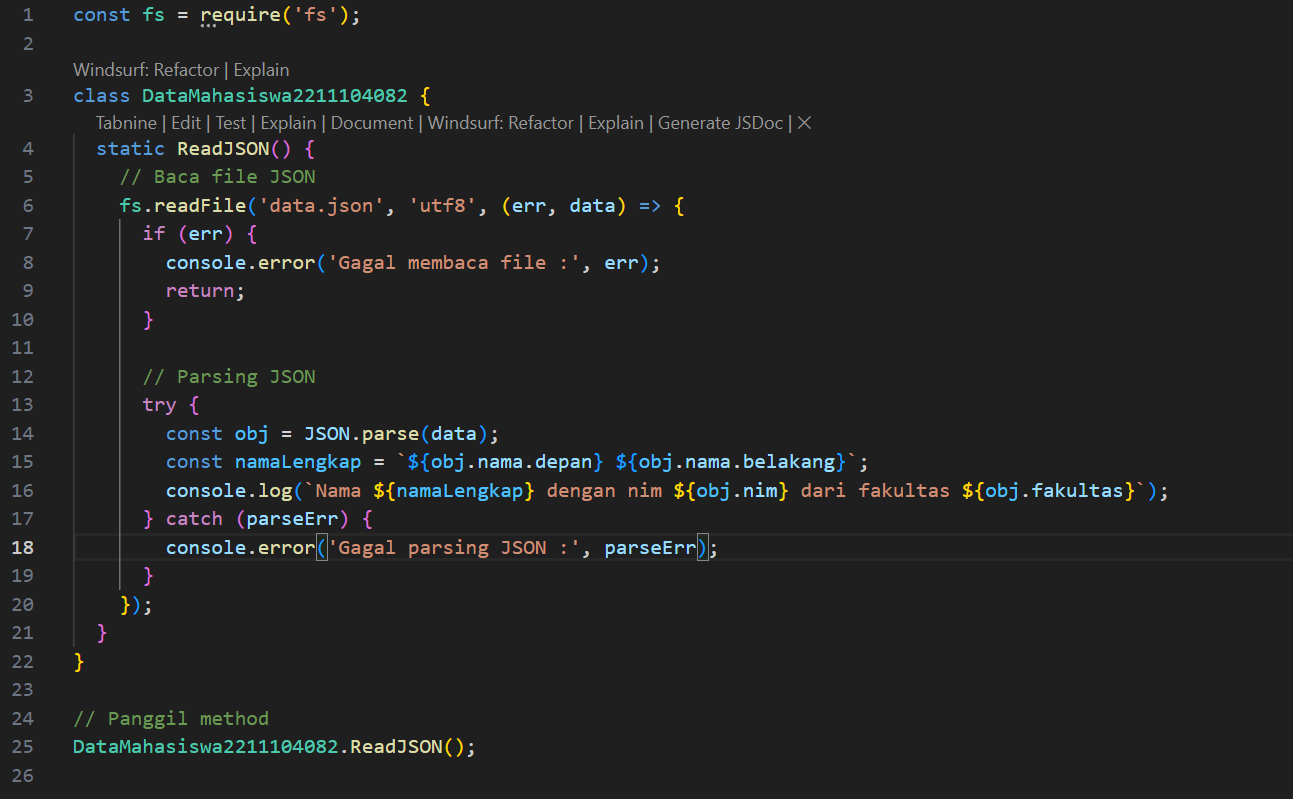 1 const fs = require('fs');
2
Windsurf: Refactor | Explain
3 class DataMahasiswa2211104082 {
Tabnine | Edit | Test | Explain | Document | Windsurf: Refactor | Explain | Generate JSDoc | ×
4 static ReadJSON() {
5 // Baca file JSON
6 fs.readFile('data.json', 'utf8', (err, data) => {
7 if (err) {
8 console.error('Gagal membaca file :', err);
9 return;
10 }
11
12 // Parsing JSON
13 try {
14 const obj = JSON.parse(data);
15 const namaLengkap = `${obj.nama.depan} ${obj.nama.belakang}`;
16 console.log(`Nama ${namaLengkap} dengan nim ${obj.nim} dari fakultas ${obj.fakultas}`);
17 } catch (parseErr) {
18 console.error('Gagal parsing JSON :', parseErr);
19 }
20 });
21 }
22 }
23
24 // Panggil method
25 DataMahasiswa2211104082.ReadJSON();
26